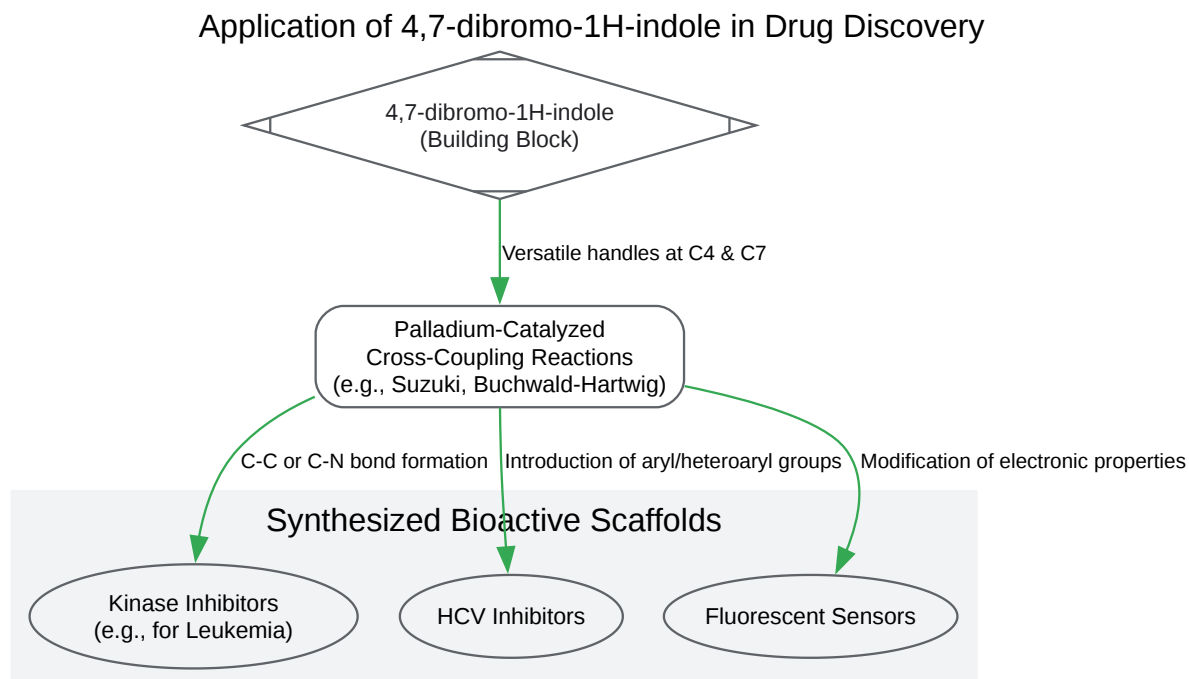 Application of 4,7-dibromo-1H-indole in Drug Discovery
4,7-dibromo-1H-indole
(Building Block)
Versatile handles at C4 & C7
Palladium-Catalyzed
Cross-Coupling Reactions
(e.g., Suzuki, Buchwald-Hartwig)
C-C or C-N bond formation
Introduction of aryl/heteroaryl groups
Modification of electronic properties
Synthesized Bioactive Scaffolds
Kinase Inhibitors
(e.g., for Leukemia)
HCV Inhibitors
Fluorescent Sensors